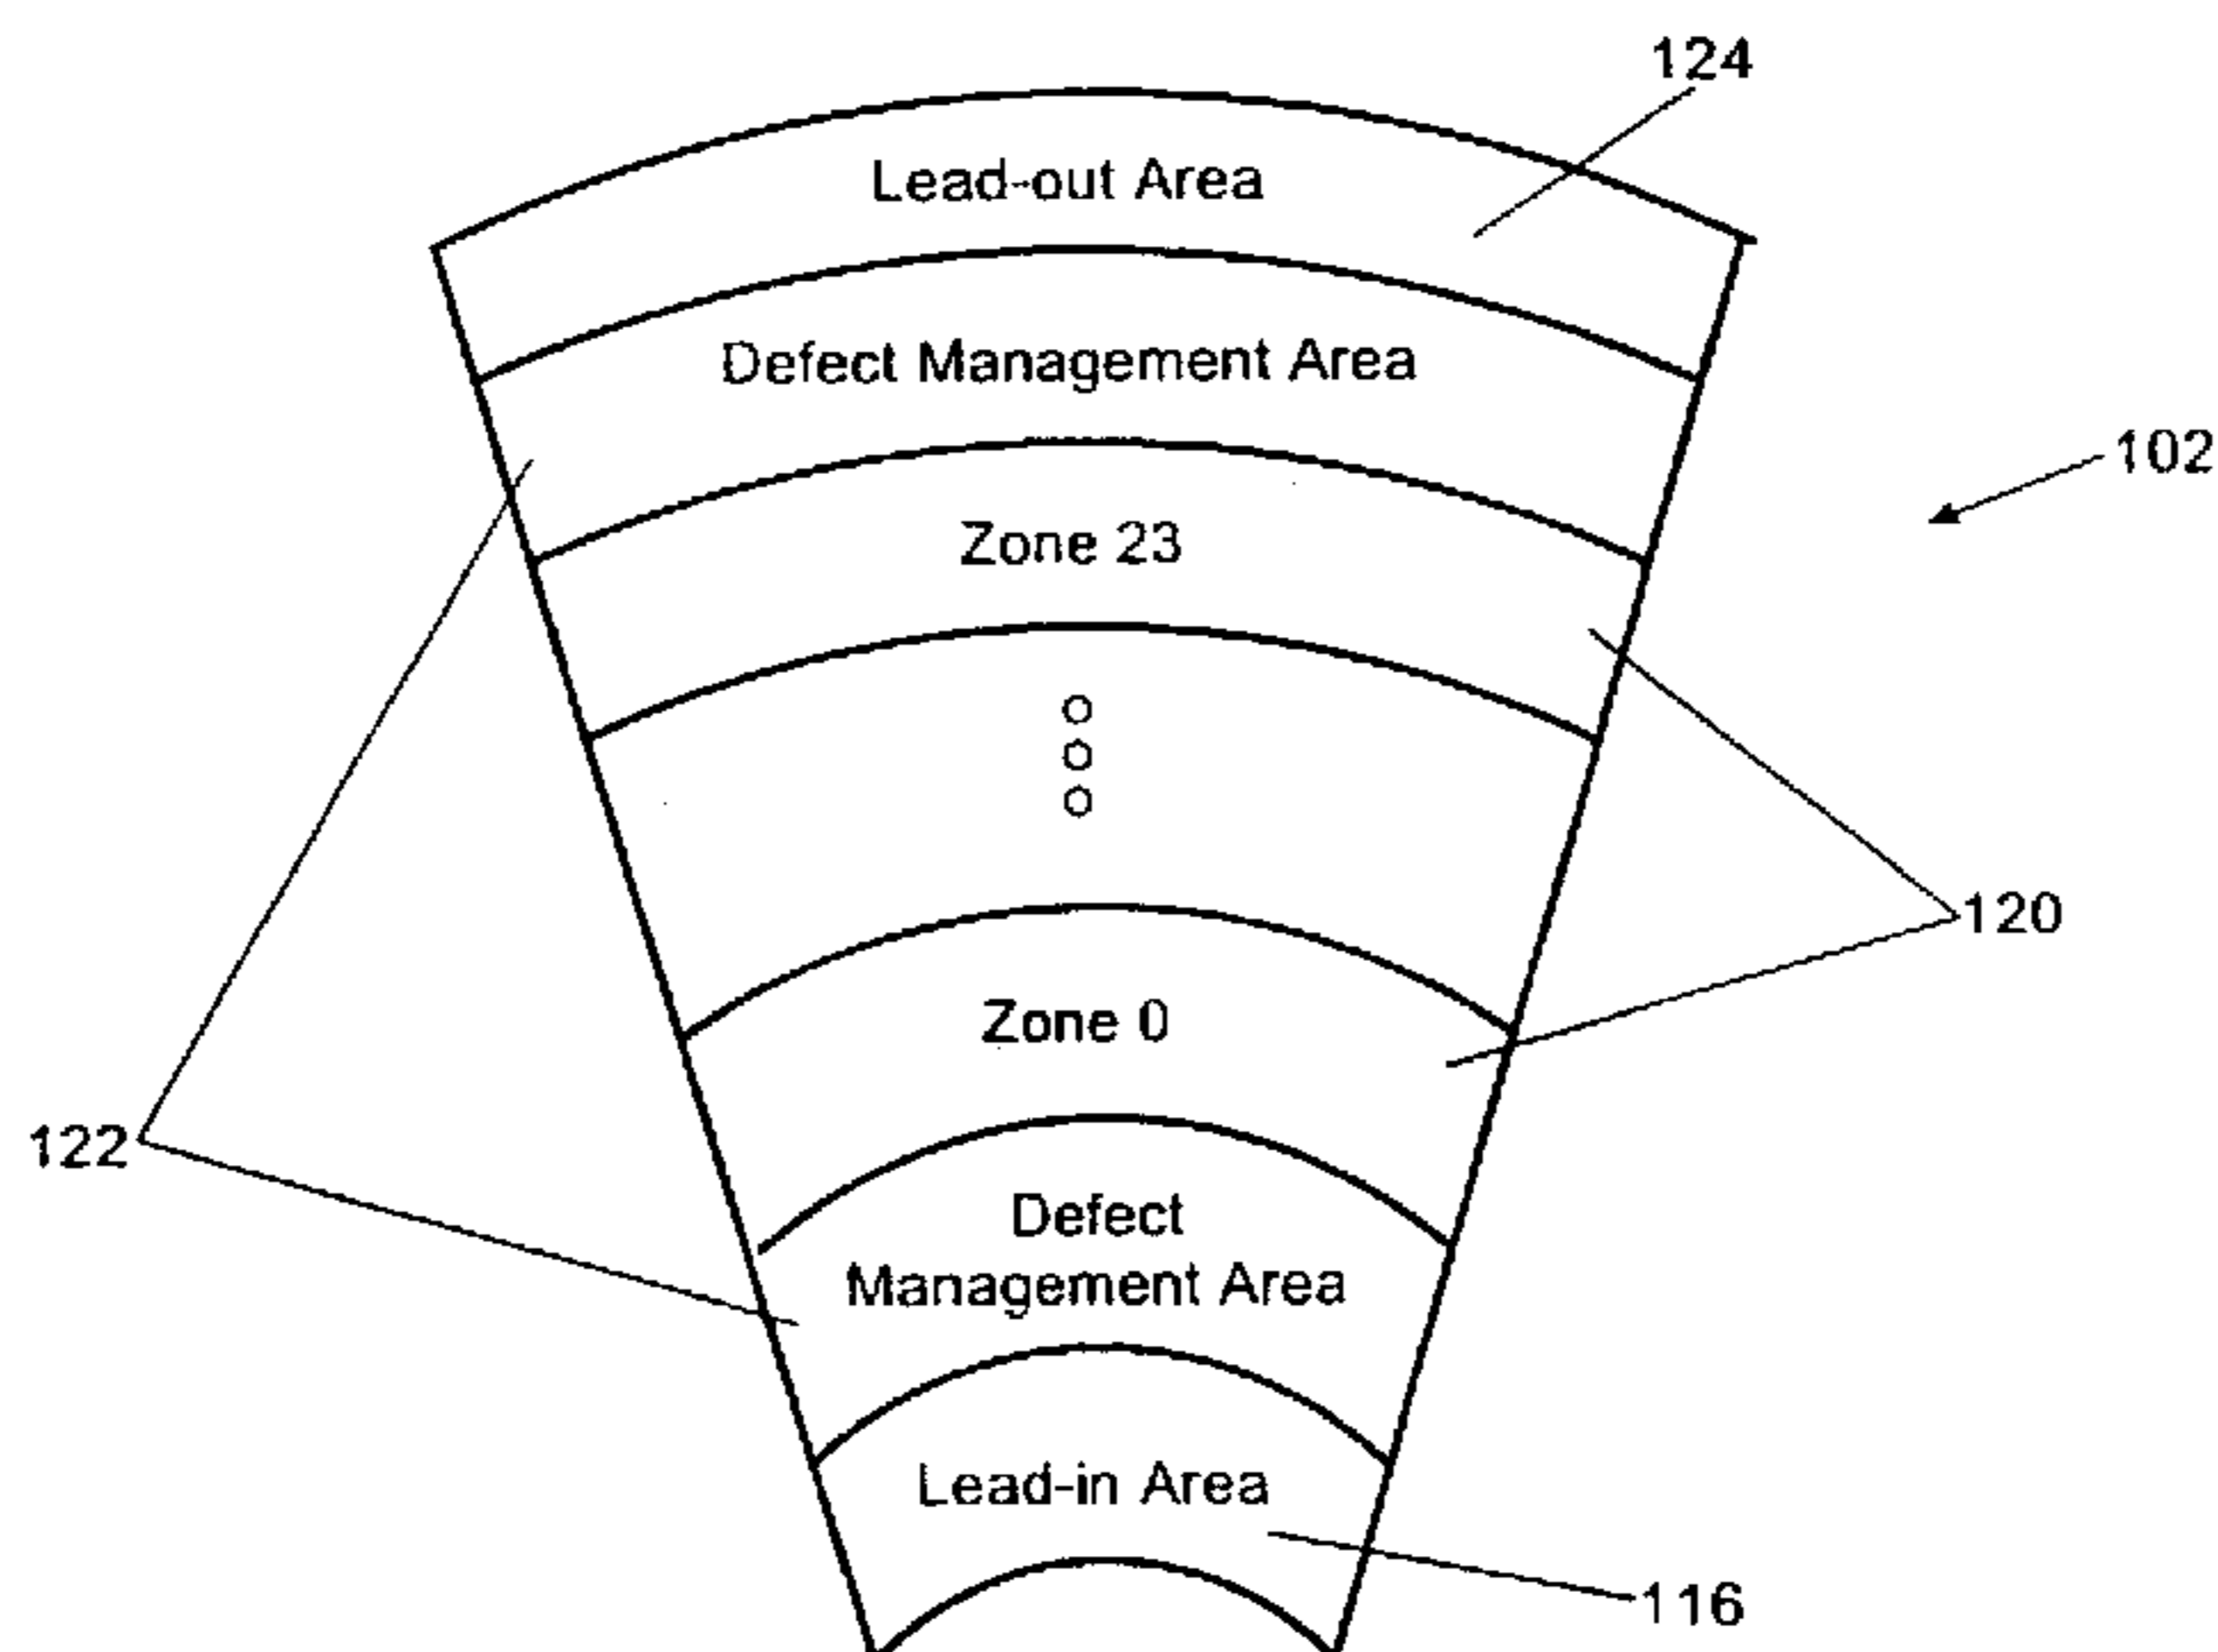 124
Lead-out Area
Defect Management Area
102
Zone 23
120
Zone 0
122
Defect
Management Area
Lead-in Area
116